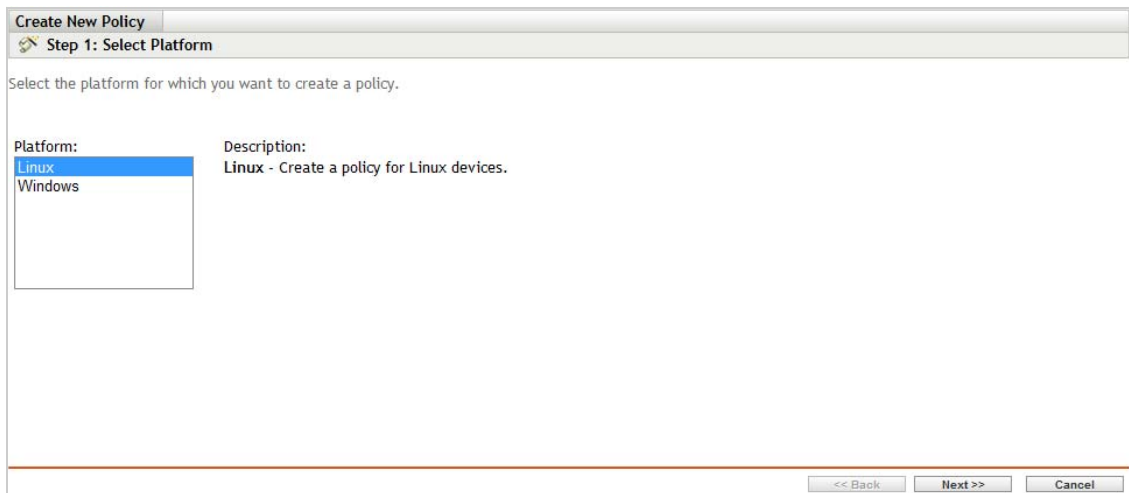 Create New Policy
Step 1: Select Platform
Select the platform for which you want to create a policy.
Platform:
Description:
Linux
Linux - Create a policy for Linux devices.
Windows
<< Back
Next >>
Cancel